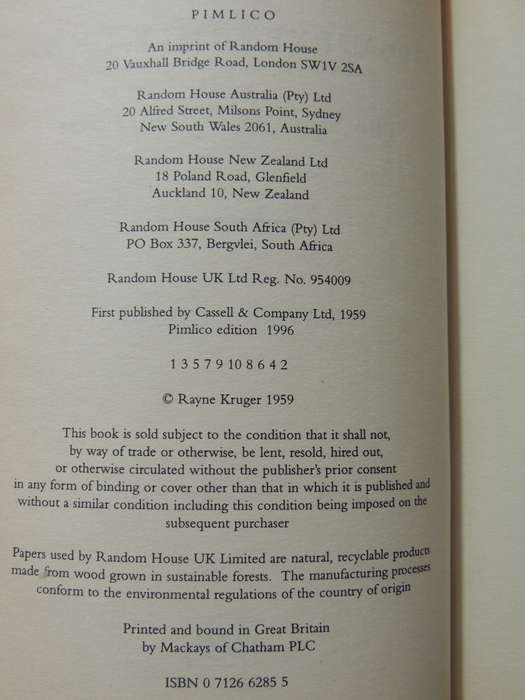 PIMLICO
An imprint of Random House
20 Vauxhall Bridge Road, London SW1V 2SA
Random House Australia (Pty) Ltd
20 Alfred Street, Milsons Point, Sydney
New South Wales 2061, Australia
Random House New Zealand Ltd
18 Poland Road, Glenfield
Auckland 10, New Zealand
Random House South Africa (Pty) Ltd
PO Box 337, Bergvlei, South Africa
Random House UK Ltd Reg. No. 954009
First published by Cassell & Company Ltd, 1959
Pimlico edition 1996
1 3 5 7 9 10 8 6 4 2
© Rayne Kruger 1959
This book is sold subject to the condition that it shall not,
by way of trade or otherwise, be lent, resold, hired out,
or otherwise circulated without the publisher's prior consent
in any form of binding or cover other than that in which it is published and
without a similar condition including this condition being imposed on the
subsequent purchaser
Papers used by Random House UK Limited are natural, recyclable products
made from wood grown in sustainable forests. The manufacturing processes
conform to the environmental regulations of the country of origin
Printed and bound in Great Britain
by Mackays of Chatham PLC
ISBN 0 7126 6285 5